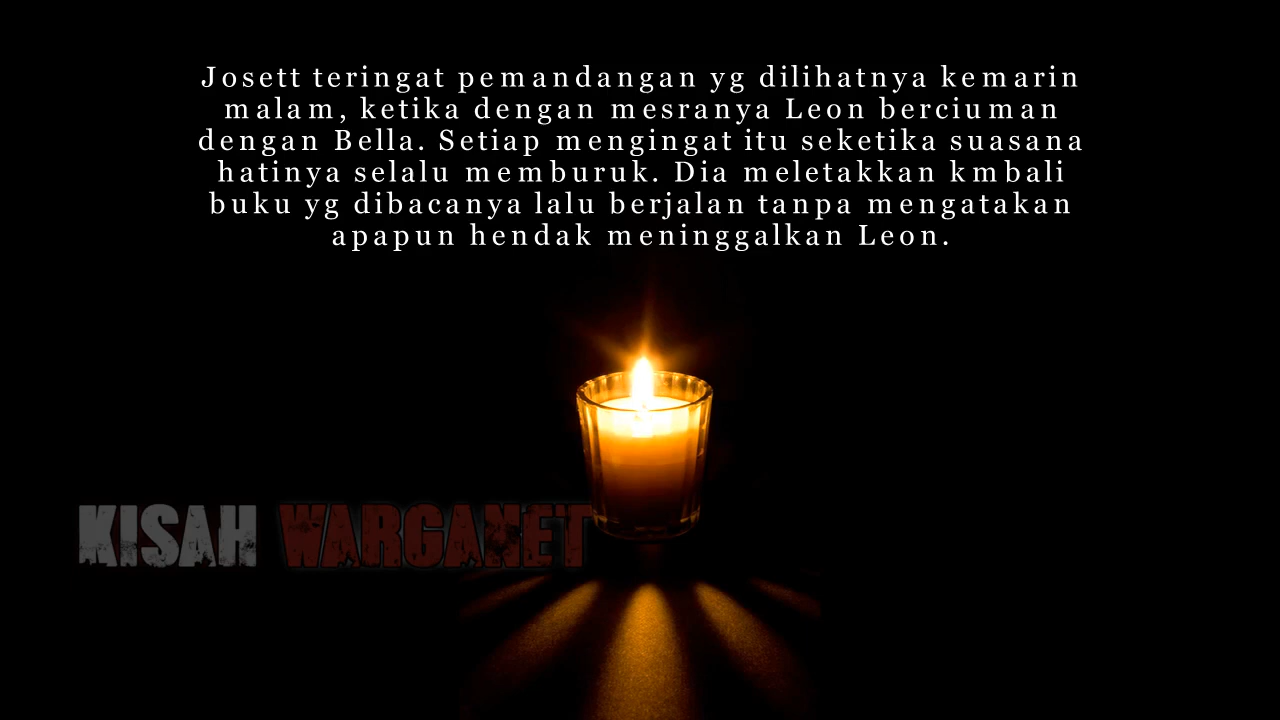 Josett teringat pemandangan yg dilihatnya kemarin
malam, ketika dengan mesranya Leon berciuman
dengan Bella. Setiap mengingat itu seketika suasana
hatinya selalu memburuk. Dia meletakkan kmbali
buku yg dibacanya lalu berjalan tanpa mengatakan
apapun hendak meninggalkan Leon.
KISAH WARGANET